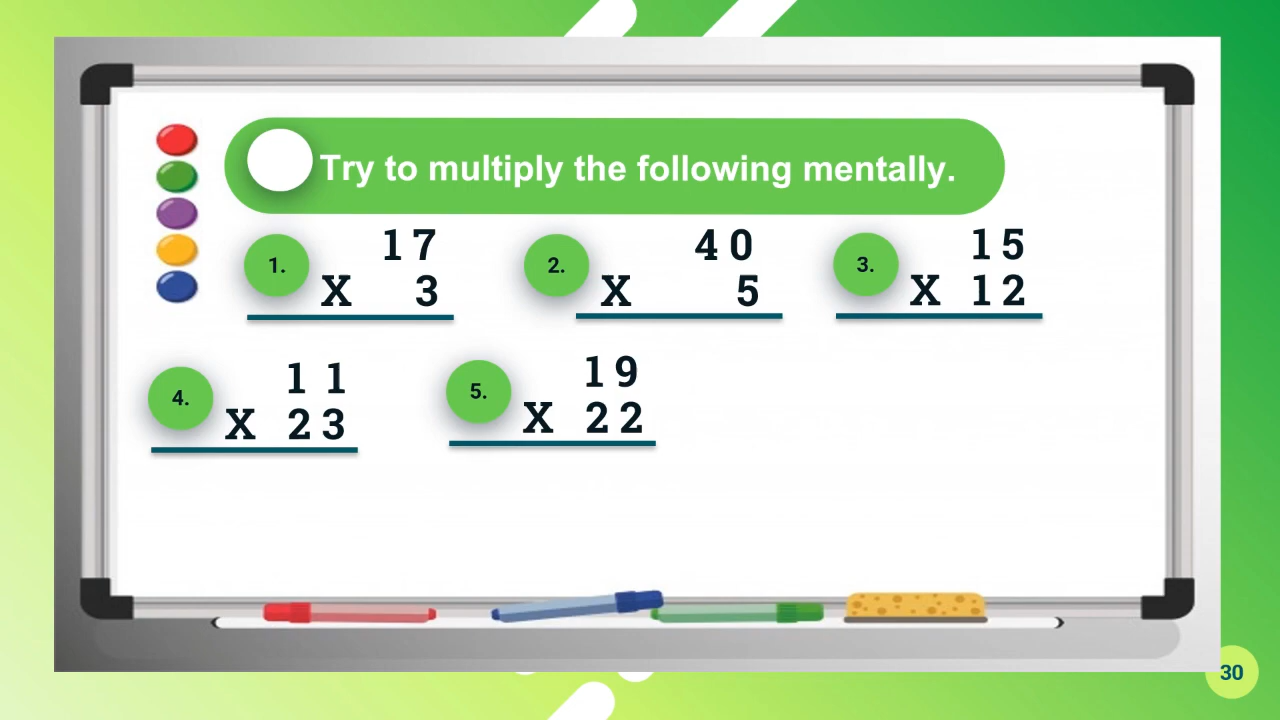 Try to multiply the following mentally.
1. 17
X 3
2. 40
X 5
3. 15
X 12
4. 11
X 23
5. 19
X 22
30